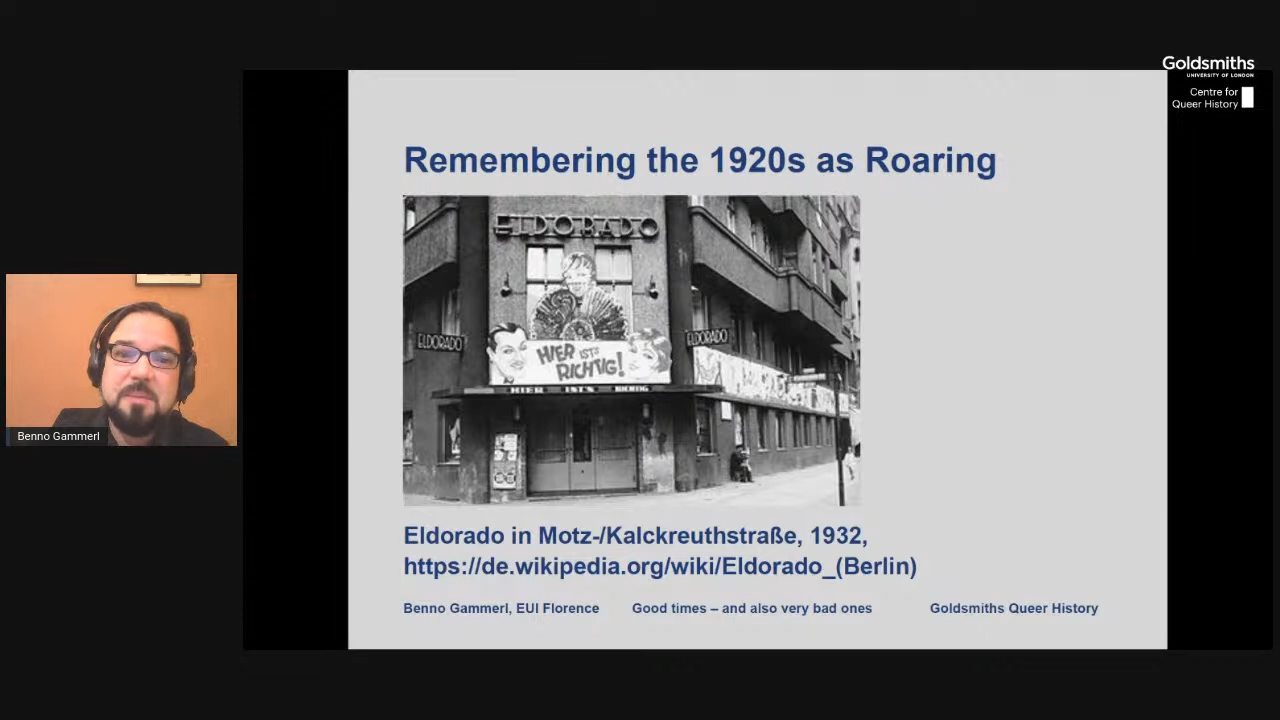 Goldsmiths
UNIVERSITY OF LONDON
Centre for
Queer History
Remembering the 1920s as Roaring
ELDORADO
ELDORADO
ELDORADO
HIER IST'S
RICHTIG!
HIER IST'S RICHTIG
Eldorado in Motz-/Kalckreuthstraße, 1932,
https://de.wikipedia.org/wiki/Eldorado_(Berlin)
Benno Gammerl, EUI Florence Good times – and also very bad ones Goldsmiths Queer History
Benno Gammerl